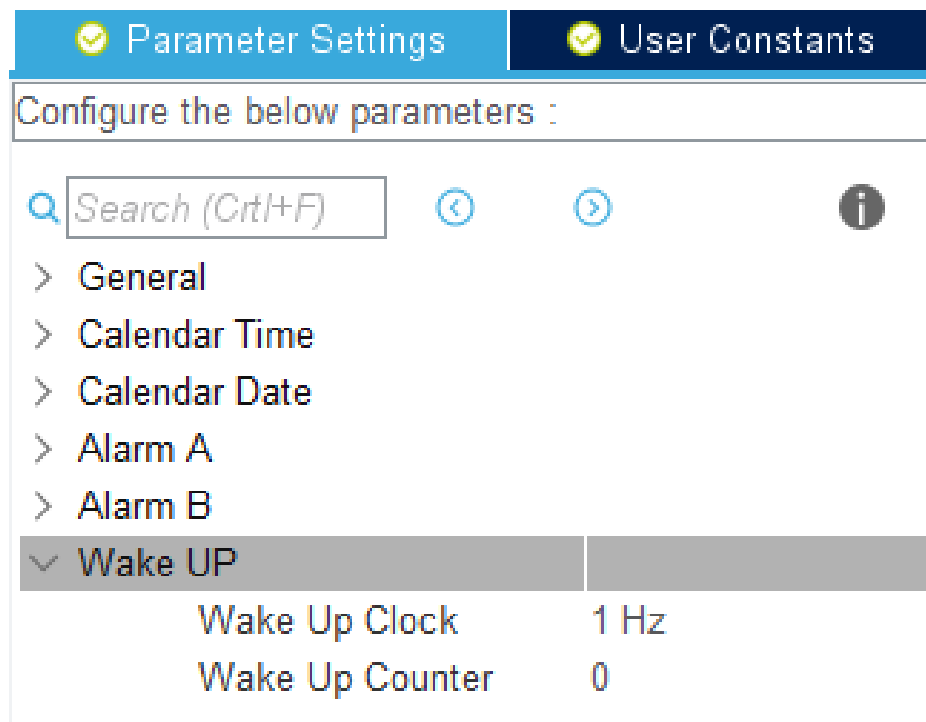 Parameter Settings User Constants
Configure the below parameters :
Search (Crtl+F)
General
Calendar Time
Calendar Date
Alarm A
Alarm B
Wake UP
Wake Up Clock 1 Hz
Wake Up Counter 0